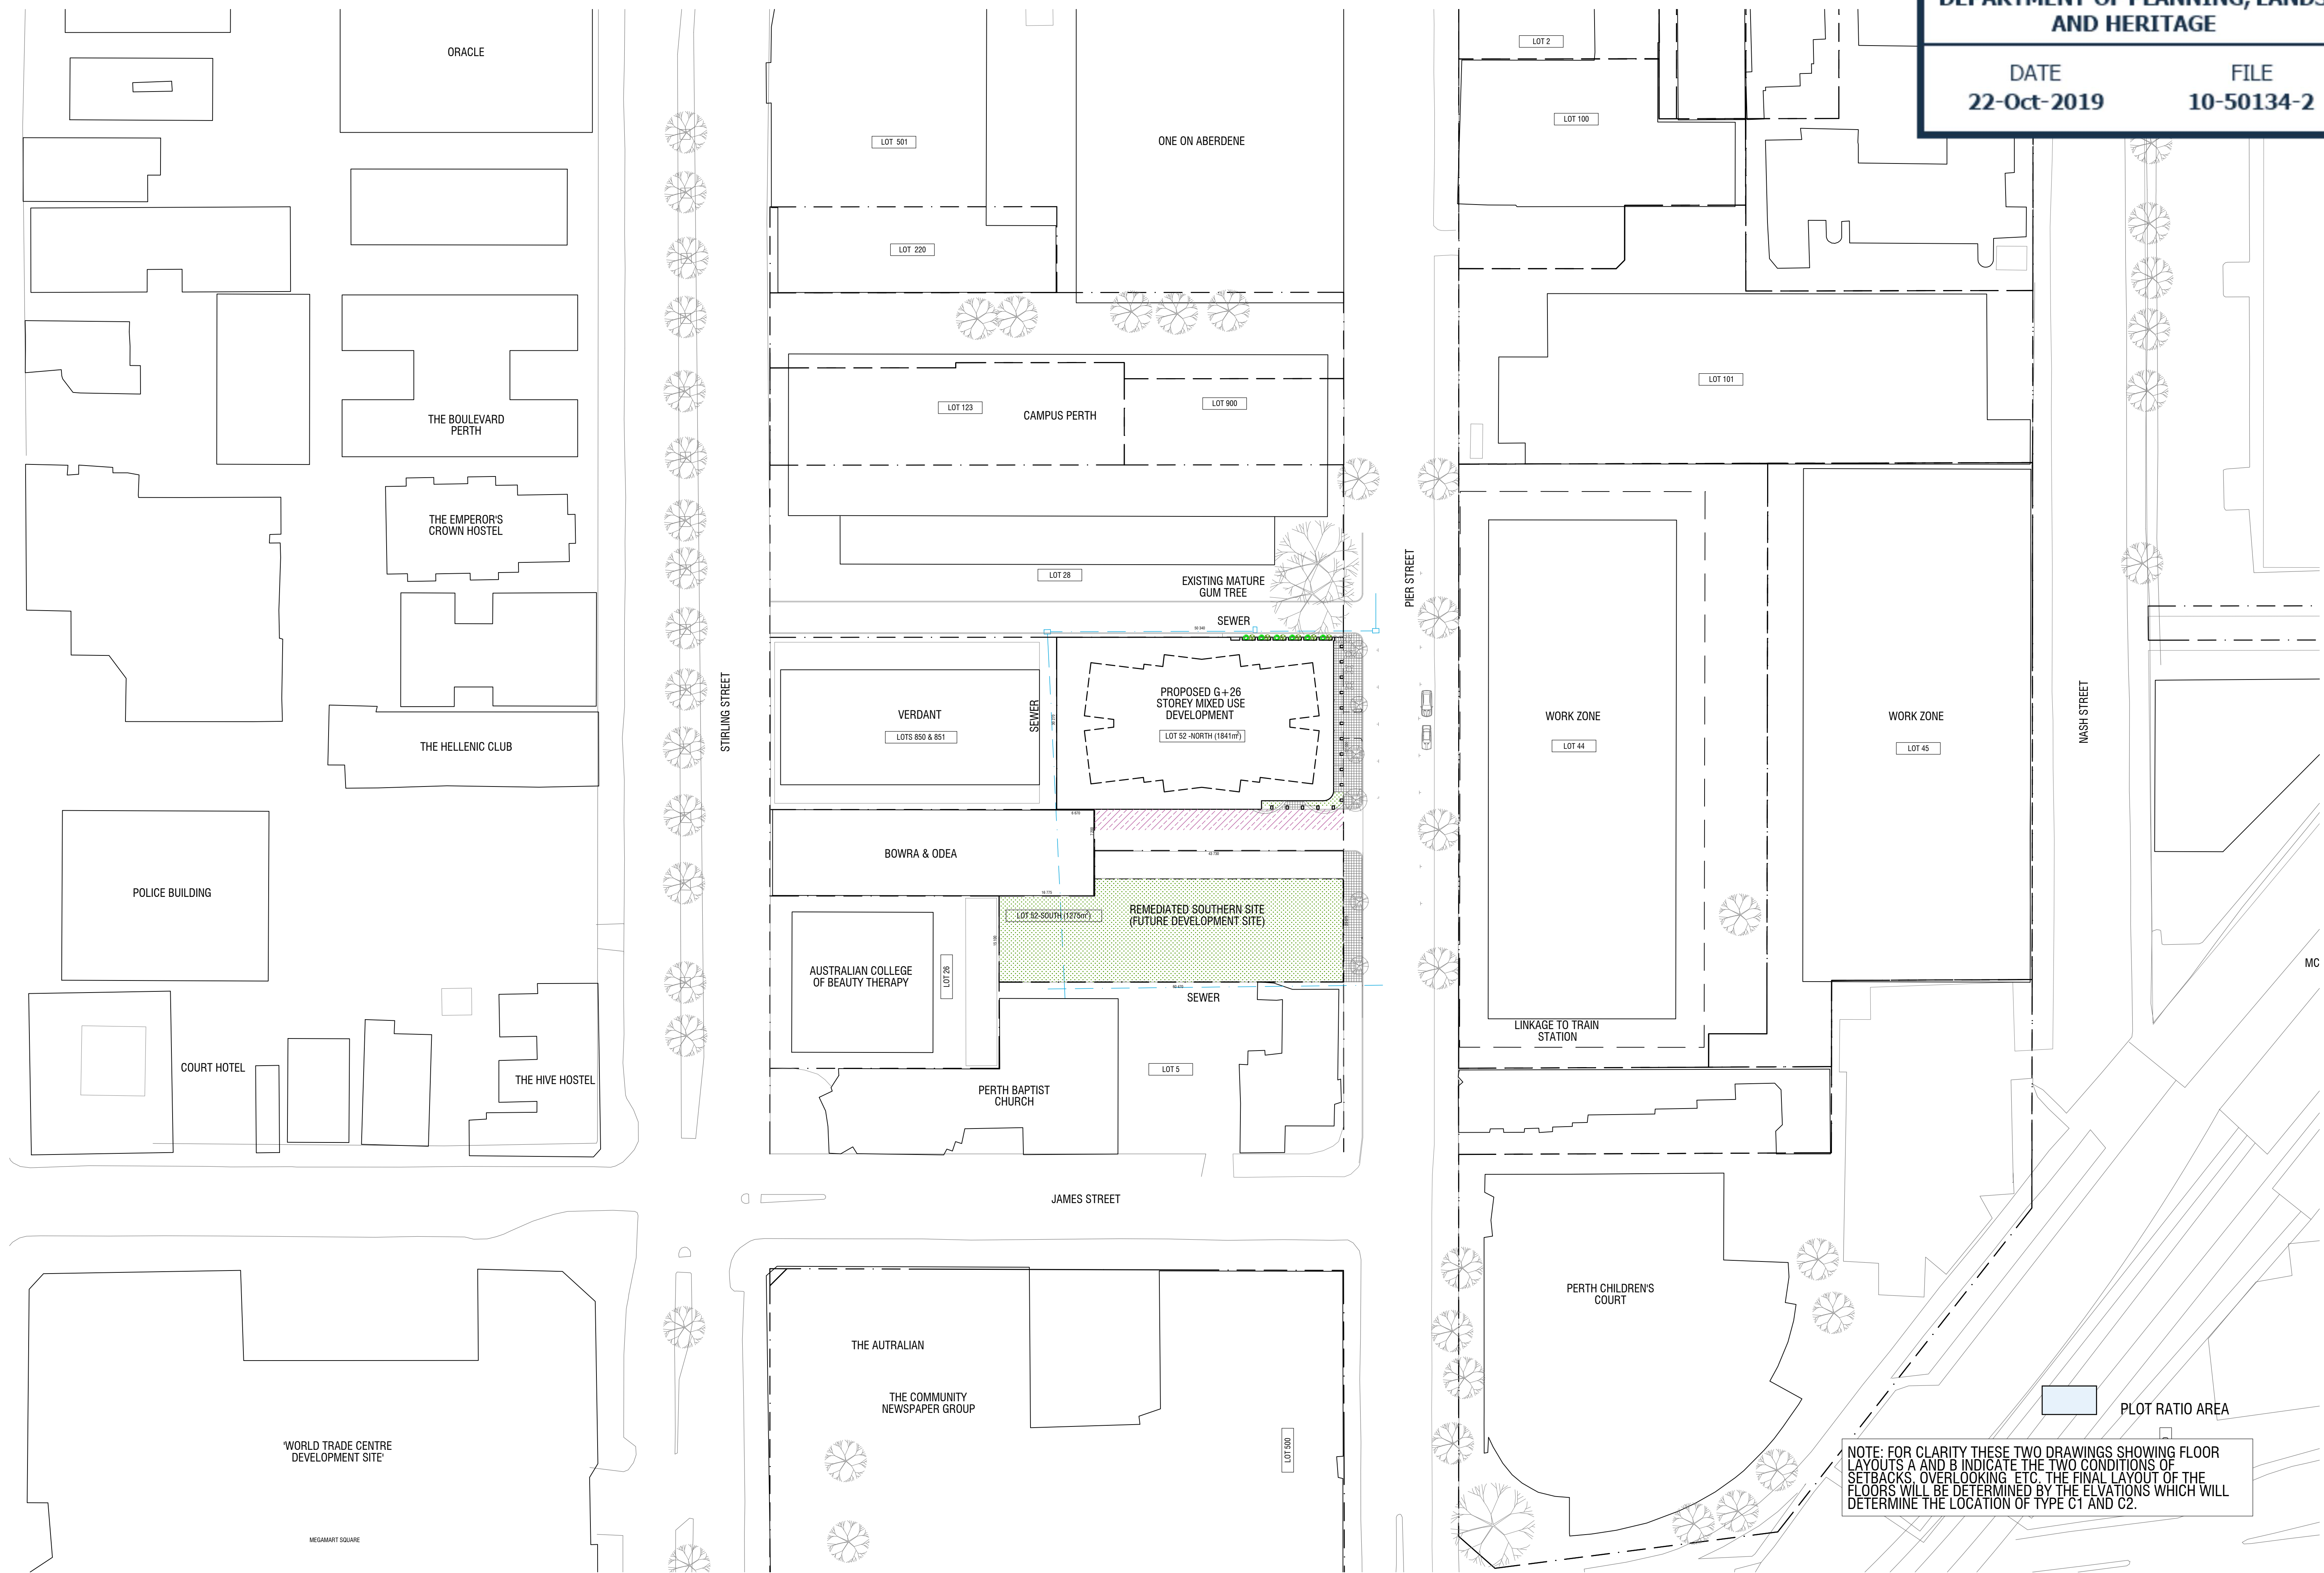 DEPARTMENT OF PLANNING, LANDS
AND HERITAGE
DATE
FILE
22-Oct-2019
10-50134-2
ORACLE
LOT 501
ONE ON ABERDENE
LOT 2
LOT 100
LOT 220
THE BOULEVARD
PERTH
LOT 123
CAMPUS PERTH
LOT 900
LOT 101
THE EMPEROR'S
CROWN HOSTEL
LOT 28
EXISTING MATURE
GUM TREE
PIER STREET
SEWER
STIRLING STREET
VERDANT
LOTS 850 & 851
SEWER
PROPOSED G+26
STOREY MIXED USE
DEVELOPMENT
LOT 52 -NORTH (1841m²)
WORK ZONE
LOT 44
WORK ZONE
LOT 45
NASH STREET
THE HELLENIC CLUB
BOWRA & ODEA
POLICE BUILDING
LOT 52-SOUTH (1275m²)
REMEDIATED SOUTHERN SITE
(FUTURE DEVELOPMENT SITE)
AUSTRALIAN COLLEGE
OF BEAUTY THERAPY
LOT 26
SEWER
MC
LINKAGE TO TRAIN
STATION
COURT HOTEL
THE HIVE HOSTEL
PERTH BAPTIST
CHURCH
LOT 5
JAMES STREET
PERTH CHILDREN'S
COURT
THE AUTRALIAN
THE COMMUNITY
NEWSPAPER GROUP
LOT 500
'WORLD TRADE CENTRE
DEVELOPMENT SITE'
MEGAMART SQUARE
PLOT RATIO AREA
NOTE: FOR CLARITY THESE TWO DRAWINGS SHOWING FLOOR
LAYOUTS A AND B INDICATE THE TWO CONDITIONS OF
SETBACKS, OVERLOOKING ETC. THE FINAL LAYOUT OF THE
FLOORS WILL BE DETERMINED BY THE ELVATIONS WHICH WILL
DETERMINE THE LOCATION OF TYPE C1 AND C2.